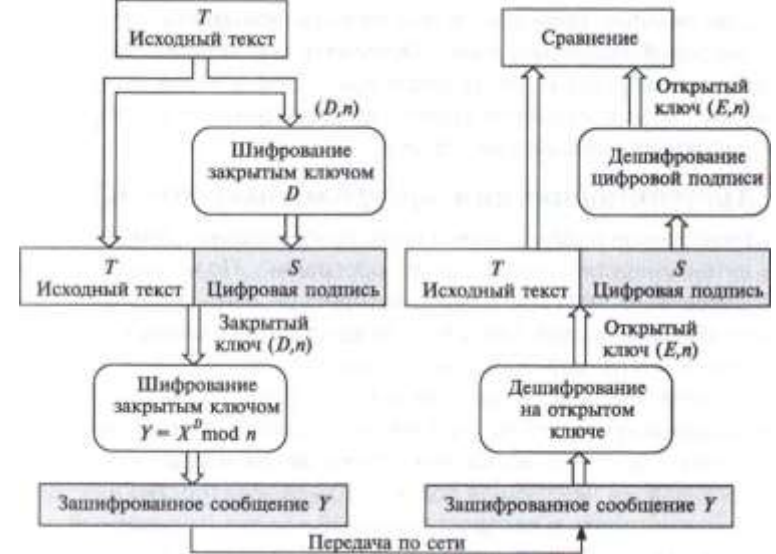 T
Исходный текст
(D,n)
Шифрование
закрытым ключом
D
T
Исходный текст
S
Цифровая подпись
Закрытый
ключ (D,n)
Шифрование
закрытым ключом
Y = X^D mod n
Зашифрованное сообщение Y
Передача по сети
Сравнение
Открытый
ключ (E,n)
Дешифрование
цифровой подписи
T
Исходный текст
S
Цифровая подпись
Открытый
ключ (E,n)
Дешифрование
на открытом
ключе
Зашифрованное сообщение Y